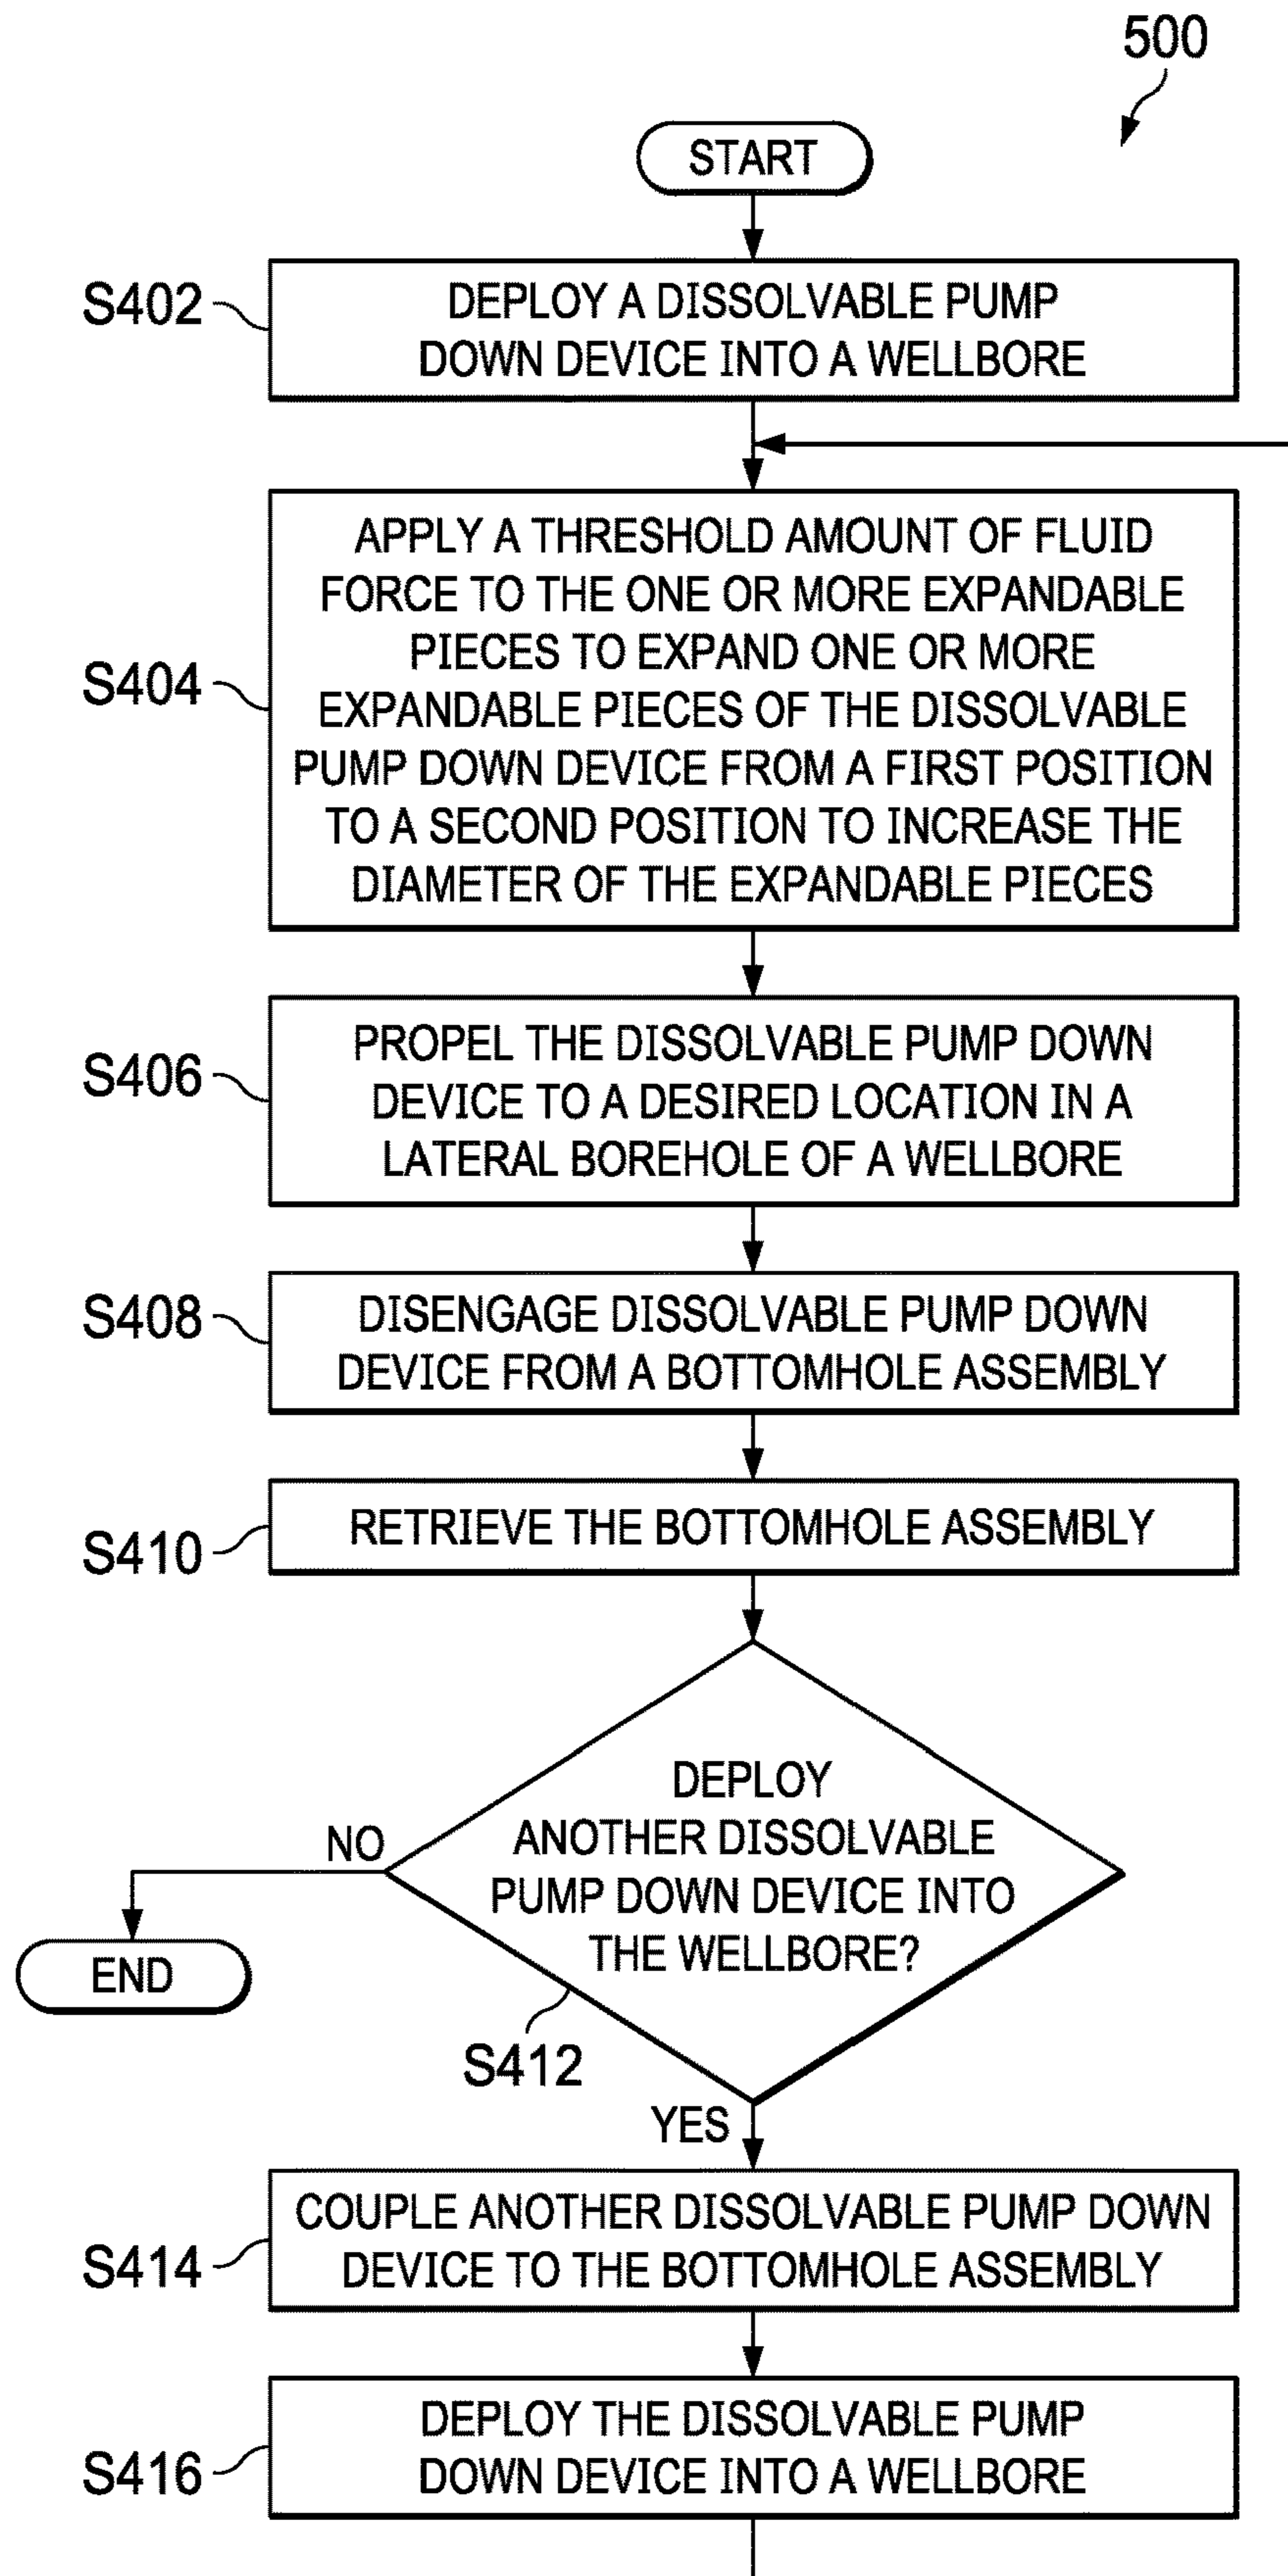 500
START
S402
DEPLOY A DISSOLVABLE PUMP
DOWN DEVICE INTO A WELLBORE
S404
APPLY A THRESHOLD AMOUNT OF FLUID
FORCE TO THE ONE OR MORE EXPANDABLE
PIECES TO EXPAND ONE OR MORE
EXPANDABLE PIECES OF THE DISSOLVABLE
PUMP DOWN DEVICE FROM A FIRST POSITION
TO A SECOND POSITION TO INCREASE THE
DIAMETER OF THE EXPANDABLE PIECES
S406
PROPEL THE DISSOLVABLE PUMP DOWN
DEVICE TO A DESIRED LOCATION IN A
LATERAL BOREHOLE OF A WELLBORE
S408
DISENGAGE DISSOLVABLE PUMP DOWN
DEVICE FROM A BOTTOMHOLE ASSEMBLY
S410
RETRIEVE THE BOTTOMHOLE ASSEMBLY
DEPLOY
ANOTHER DISSOLVABLE
PUMP DOWN DEVICE INTO
THE WELLBORE?
NO
END
S412
YES
S414
COUPLE ANOTHER DISSOLVABLE PUMP DOWN
DEVICE TO THE BOTTOMHOLE ASSEMBLY
S416
DEPLOY THE DISSOLVABLE PUMP
DOWN DEVICE INTO A WELLBORE